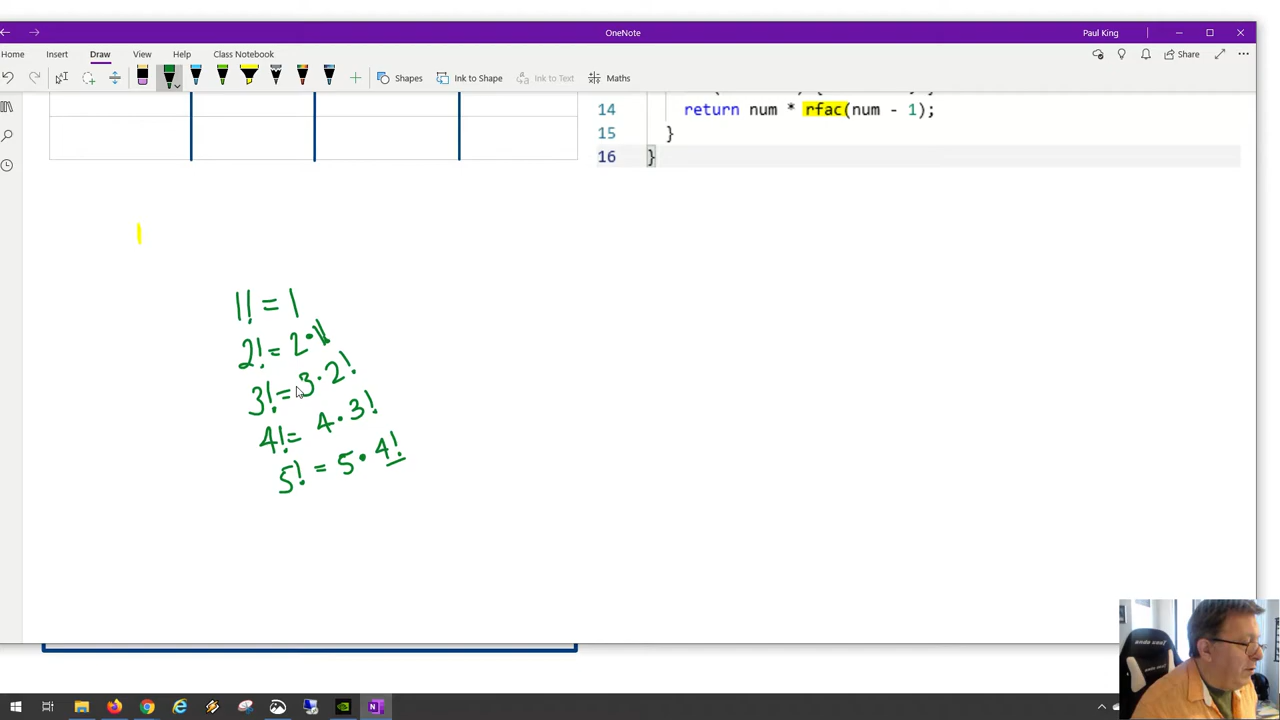 OneNote
Paul King
Home Insert Draw View Help Class Notebook
Share
Shapes Ink to Shape Ink to Text Maths
14 return num * rfac(num - 1);
15 }
16 }
1! = 1
2! = 2 ·
3! = 3 · 2!
4! = 4 · 3!
5! = 5 · 4!